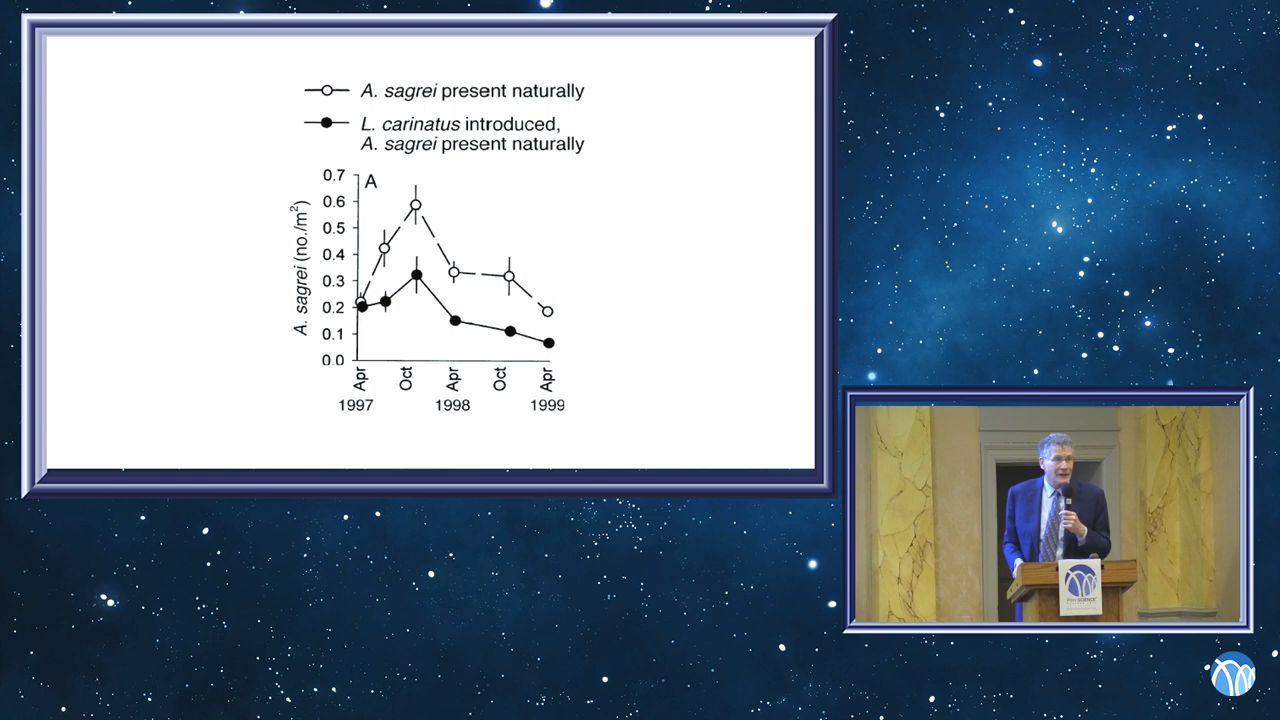 A. sagrei present naturally
L. carinatus introduced,
A. sagrei present naturally
A
A. sagrei (no./m²)
0.7
0.6
0.5
0.4
0.3
0.2
0.1
0.0
Apr
Oct
Apr
Oct
Apr
1997
1998
1999